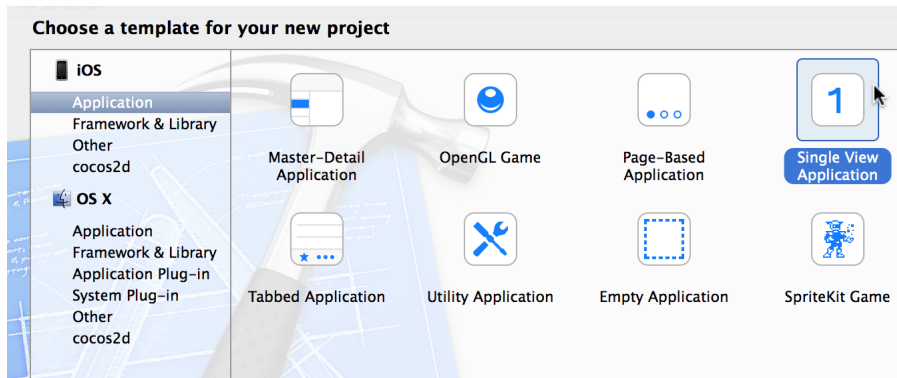 Choose a template for your new project
iOS
Application
Framework & Library
Other
cocos2d
OS X
Application
Framework & Library
Application Plug-in
System Plug-in
Other
cocos2d
Master-Detail
Application
OpenGL Game
Page-Based
Application
1
Single View
Application
Tabbed Application
Utility Application
Empty Application
SpriteKit Game